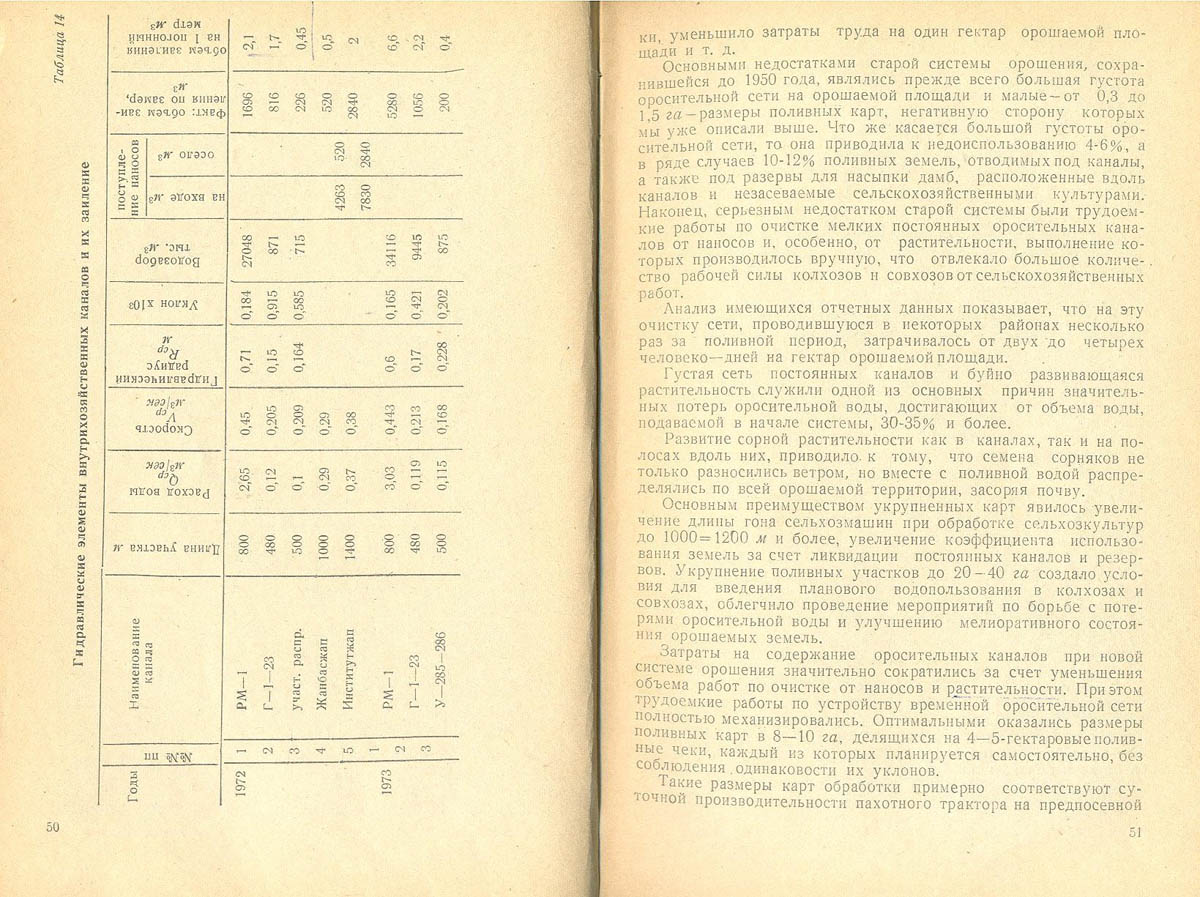 Таблица 14
Гидравлические элементы внутрихозяйственных каналов и их заиление
Годы | №№ пп | Наименование канала | Длина участка м | Расход воды Qср м³/сек | Скорость Vср м³/сек | Гидравлический радиус Rср м | Уклон х10³ | Водозабор тыс. м³ | поступление наносов на входе м³ | поступление наносов осело м³ | Факт: объем заиления по замер, м³ | объем заиления на 1 погонный метр м³
1972 | 1 | РМ—1 | 800 | 2,65 | 0,45 | 0,71 | 0,184 | 27048 | | | 1696 | 2,1
2 | Г—1—23 | 480 | 0,12 | 0,205 | 0,15 | 0,915 | 871 | | | 816 | 1,7
3 | участ. распр. | 500 | 0,1 | 0,209 | 0,164 | 0,585 | 715 | | | 226 | 0,45
4 | Жанбасжап | 1000 | 0,29 | 0,29 | | | | 4263 | 520 | 520 | 0,5
5 | Институтжап | 1400 | 0,37 | 0,38 | | | | 7830 | 2840 | 2840 | 2
1973 | 1 | РМ—1 | 800 | 3,03 | 0,443 | 0,6 | 0,165 | 34116 | | | 5280 | 6,6
2 | Г—1—23 | 480 | 0,119 | 0,213 | 0,17 | 0,421 | 9445 | | | 1056 | 2,2
3 | У—285—286 | 500 | 0,115 | 0,168 | 0,228 | 0,202 | 875 | | | 200 | 0,4
50
ки, уменьшило затраты труда на один гектар орошаемой пло-
щади и т. д.
Основными недостатками старой системы орошения, сохра-
нившейся до 1950 года, являлись прежде всего большая густота
оросительной сети на орошаемой площади и малые—от 0,3 до
1,5 га—размеры поливных карт, негативную сторону которых
мы уже описали выше. Что же касается большой густоты оро-
сительной сети, то она приводила к недоиспользованию 4-6%, а
в ряде случаев 10-12% поливных земель, отводимых под каналы,
а также под разервы для насыпки дамб, расположенные вдоль
каналов и незасеваемые сельскохозяйственными культурами.
Наконец, серьезным недостатком старой системы были трудоем-
кие работы по очистке мелких постоянных оросительных кана-
лов от наносов и, особенно, от растительности, выполнение ко-
торых производилось вручную, что отвлекало большое количе-
ство рабочей силы колхозов и совхозов от сельскохозяйственных
работ.
Анализ имеющихся отчетных данных показывает, что на эту
очистку сети, проводившуюся в некоторых районах несколько
раз за поливной период, затрачивалось от двух до четырех
человеко—дней на гектар орошаемой площади.
Густая сеть постоянных каналов и буйно развивающаяся
растительность служили одной из основных причин значитель-
ных потерь оросительной воды, достигающих от объема воды,
подаваемой в начале системы, 30-35% и более.
Развитие сорной растительности как в каналах, так и на по-
лосах вдоль них, приводило к тому, что семена сорняков не
только разносились ветром, но вместе с поливной водой распре-
делялись по всей орошаемой территории, засоряя почву.
Основным преимуществом укрупненных карт явилось увели-
чение длины гона сельхозмашин при обработке сельхозкультур
до 1000=1200 м и более, увеличение коэффициента использо-
вания земель за счет ликвидации постоянных каналов и резер-
вов. Укрупнение поливных участков до 20—40 га создало усло-
вия для введения планового водопользования в колхозах и
совхозах, облегчило проведение мероприятий по борьбе с поте-
рями оросительной воды и улучшению мелиоративного состоя-
ния орошаемых земель.
Затраты на содержание оросительных каналов при новой
системе орошения значительно сократились за счет уменьшения
объема работ по очистке от наносов и растительности. При этом
трудоемкие работы по устройству временной оросительной сети
полностью механизировались. Оптимальными оказались размеры
поливных карт в 8—10 га, делящихся на 4—5-гектаровые полив-
ные чеки, каждый из которых планируется самостоятельно, без
соблюдения одинаковости их уклонов.
Такие размеры карт обработки примерно соответствуют су-
точной производительности пахотного трактора на предпосевной
51